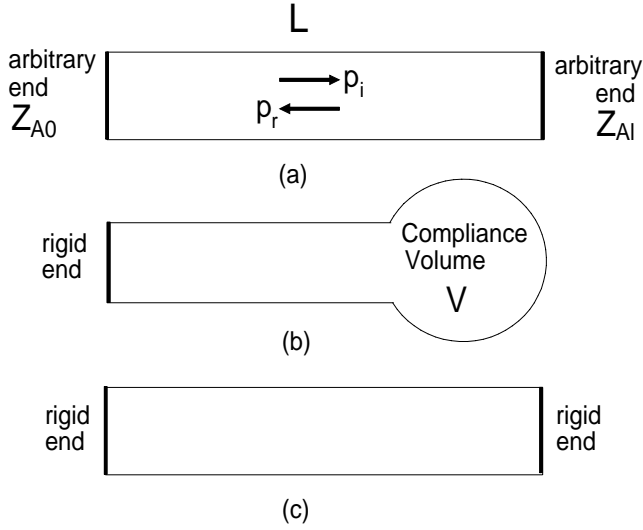 L
arbitrary
end
Z_A0
p_i
p_r
arbitrary
end
Z_Al
(a)
rigid
end
Compliance
Volume
V
(b)
rigid
end
rigid
end
(c)